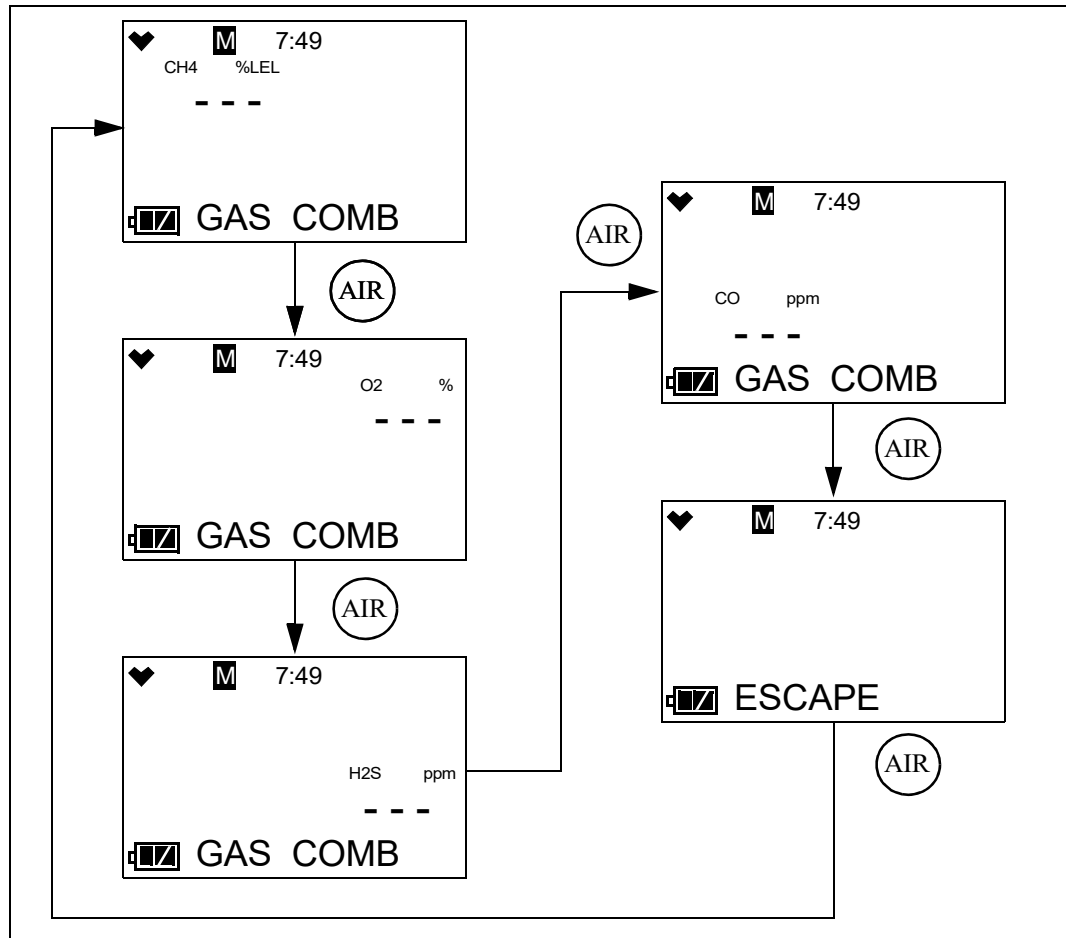 M 7:49
CH4 %LEL
- - -
GAS COMB
AIR
M 7:49
O2 %
- - -
GAS COMB
AIR
M 7:49
H2S ppm
- - -
GAS COMB
AIR
M 7:49
CO ppm
- - -
GAS COMB
AIR
M 7:49
ESCAPE
AIR